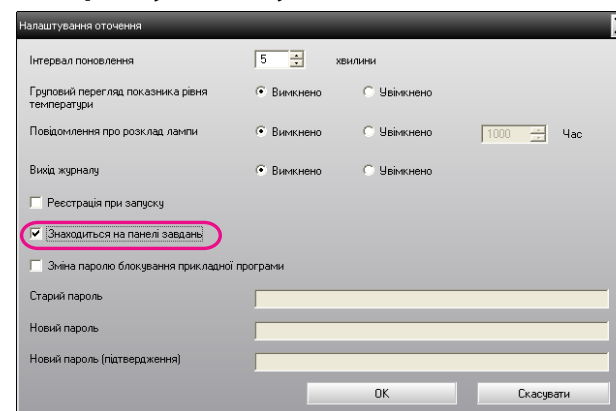 Налаштування оточення
Інтервал поновлення 5 хвилини
Груповий перегляд показника рівня температури Вимкнено Увімкнено
Повідомлення про розклад лампи Вимкнено Увімкнено 1000 Час
Вихід журналу Вимкнено Увімкнено
Реєстрація при запуску
Знаходиться на панелі завдань
Зміна паролю блокування прикладної програми
Старий пароль
Новий пароль
Новий пароль (підтвердження)
OK Скасувати